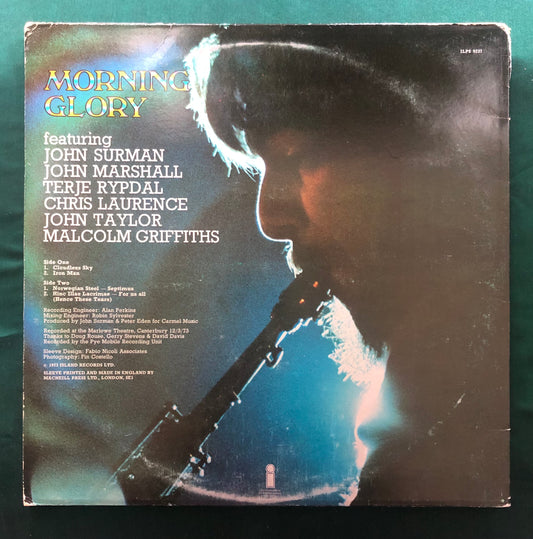 ILPS 9237
MORNING
GLORY
featuring
JOHN SURMAN
JOHN MARSHALL
TERJE RYPDAL
CHRIS LAURENCE
JOHN TAYLOR
MALCOLM GRIFFITHS
Side One
1. Cloudless Sky
2. Iron Man
Side Two
1. Norwegian Steel — Septimus
2. Hinc Illae Lacrimae — For us all
(Hence These Tears)
Recording Engineer: Alan Perkins
Mixing Engineer: Robin Sylvester
Produced by John Surman & Peter Eden for Carmel Music
Recorded at the Marlowe Theatre, Canterbury 12/3/73
Thanks to Doug Rouse, Gerry Stevens & David Davis
Recorded by the Pye Mobile Recording Unit
Sleeve Design: Fabio Nicoli Associates
Photography: Fin Costello
© 1973 ISLAND RECORDS LTD.
SLEEVE PRINTED AND MADE IN ENGLAND BY
MACNEILL PRESS LTD., LONDON, SE1
i